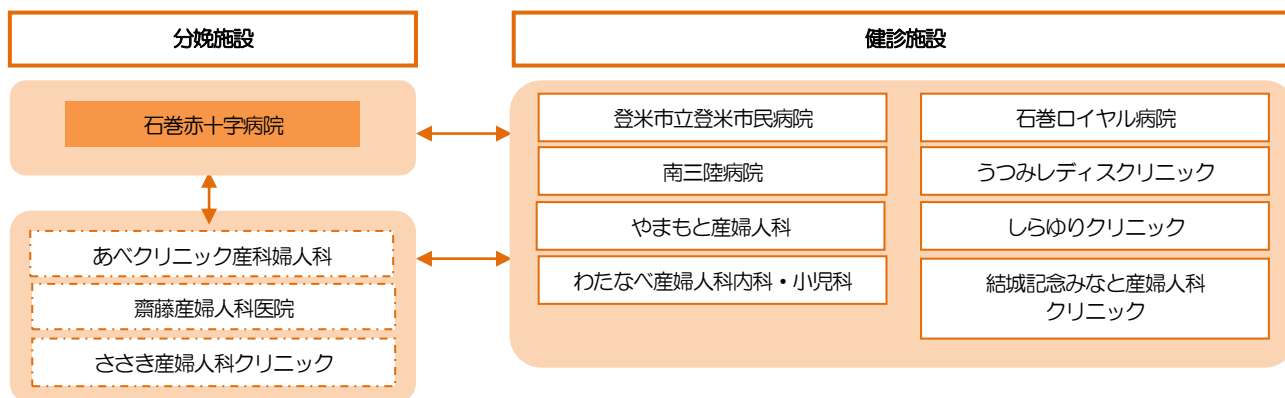 分娩施設
健診施設
石巻赤十字病院
あべクリニック産科婦人科
齋藤産婦人科医院
ささき産婦人科クリニック
登米市立登米市民病院
南三陸病院
やまもと産婦人科
わたなべ産婦人科内科・小児科
石巻ロイヤル病院
うつみレディスクリニック
しらゆりクリニック
結城記念みなと産婦人科
クリニック